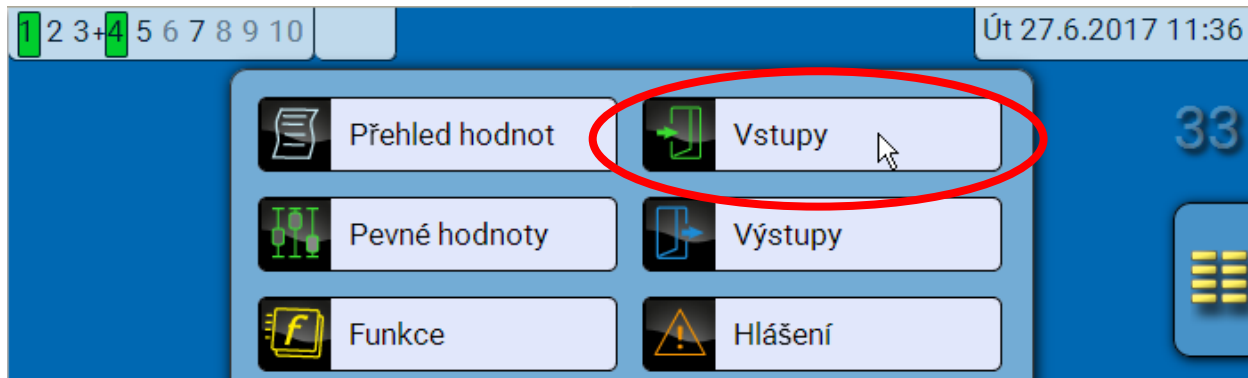 1 2 3+4 5 6 7 8 9 10
Út 27.6.2017 11:36
Přehled hodnot
Vstupy
33
Pevné hodnoty
Výstupy
Funkce
Hlášení